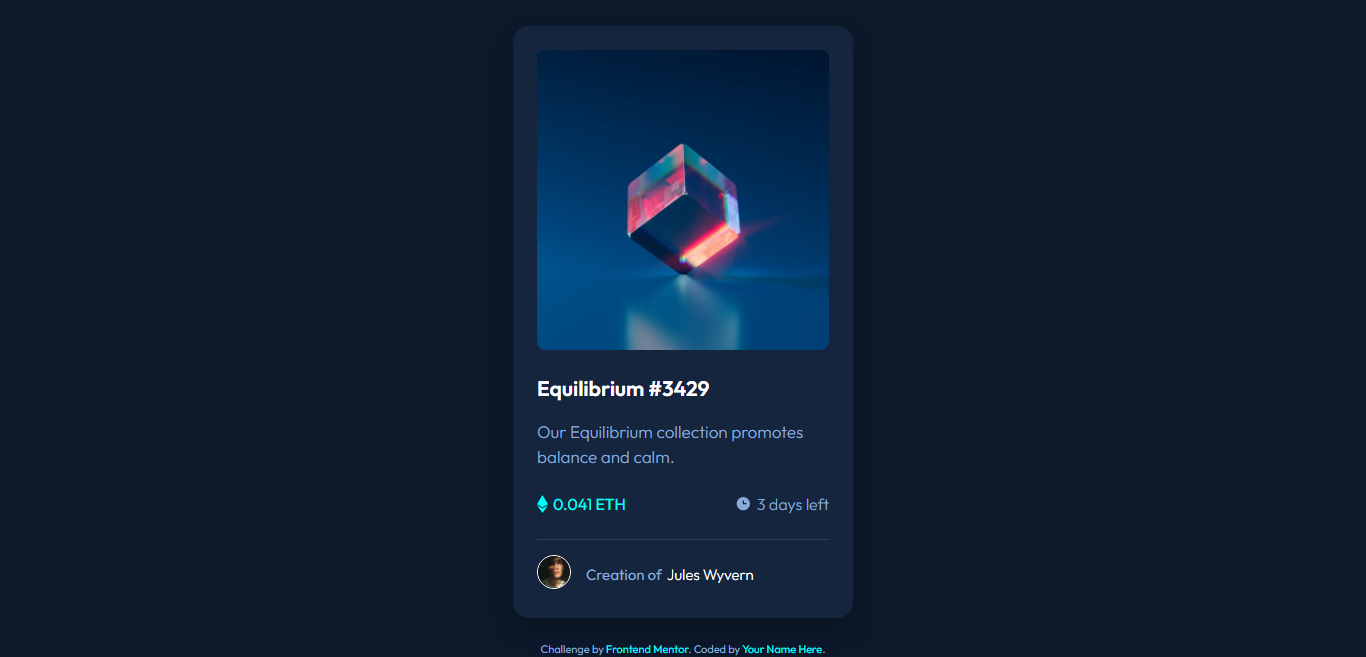 Equilibrium #3429
Our Equilibrium collection promotes
balance and calm.
0.041 ETH
3 days left
Creation of Jules Wyvern
Challenge by Frontend Mentor. Coded by Your Name Here.